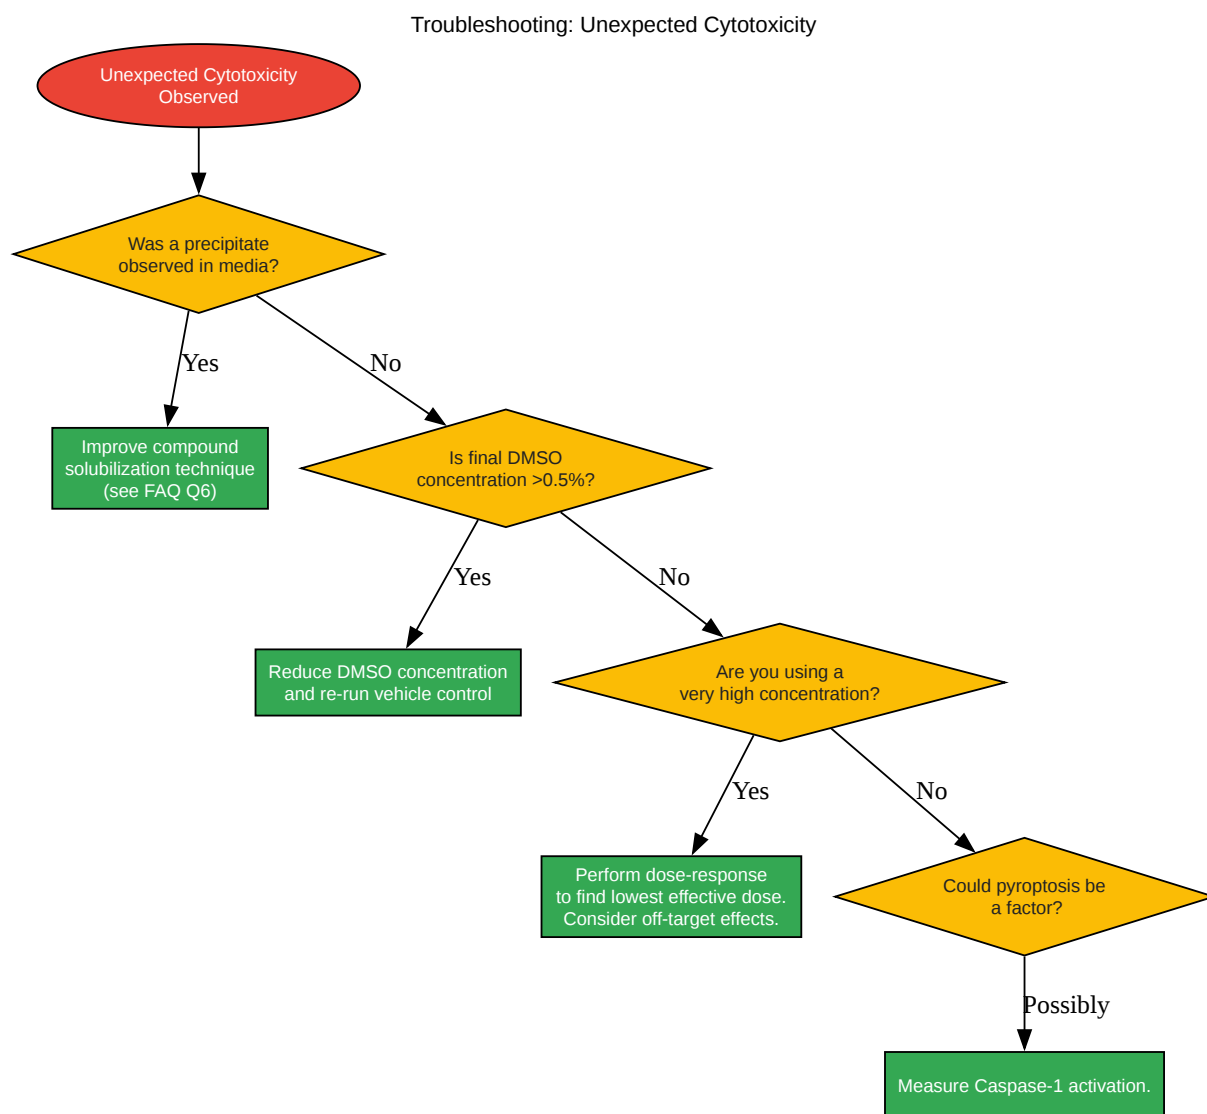 Troubleshooting: Unexpected Cytotoxicity
Unexpected Cytotoxicity
Observed
Was a precipitate
observed in media?
Yes
No
Improve compound
solubilization technique
(see FAQ Q6)
Is final DMSO
concentration >0.5%?
Yes
No
Reduce DMSO concentration
and re-run vehicle control
Are you using a
very high concentration?
Yes
No
Perform dose-response
to find lowest effective dose.
Consider off-target effects.
Could pyroptosis be
a factor?
Possibly
Measure Caspase-1 activation.